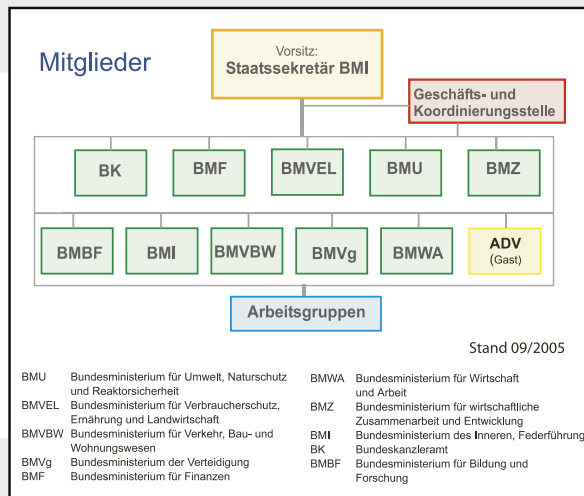 Mitglieder
Vorsitz:
Staatssekretär BMI
Geschäfts- und
Koordinierungsstelle
BK
BMF
BMVEL
BMU
BMZ
BMBF
BMI
BMVBW
BMVg
BMWA
ADV
(Gast)
Arbeitsgruppen
Stand 09/2005
BMU Bundesministerium für Umwelt, Naturschutz
und Reaktorsicherheit
BMVEL Bundesministerium für Verbraucherschutz,
Ernährung und Landwirtschaft
BMVBW Bundesministerium für Verkehr, Bau- und
Wohnungswesen
BMVg Bundesministerium der Verteidigung
BMF Bundesministerium für Finanzen
BMWA Bundesministerium für Wirtschaft
und Arbeit
BMZ Bundesministerium für wirtschaftliche
Zusammenarbeit und Entwicklung
BMI Bundesministerium des Inneren, Federführung
BK Bundeskanzleramt
BMBF Bundesministerium für Bildung und
Forschung